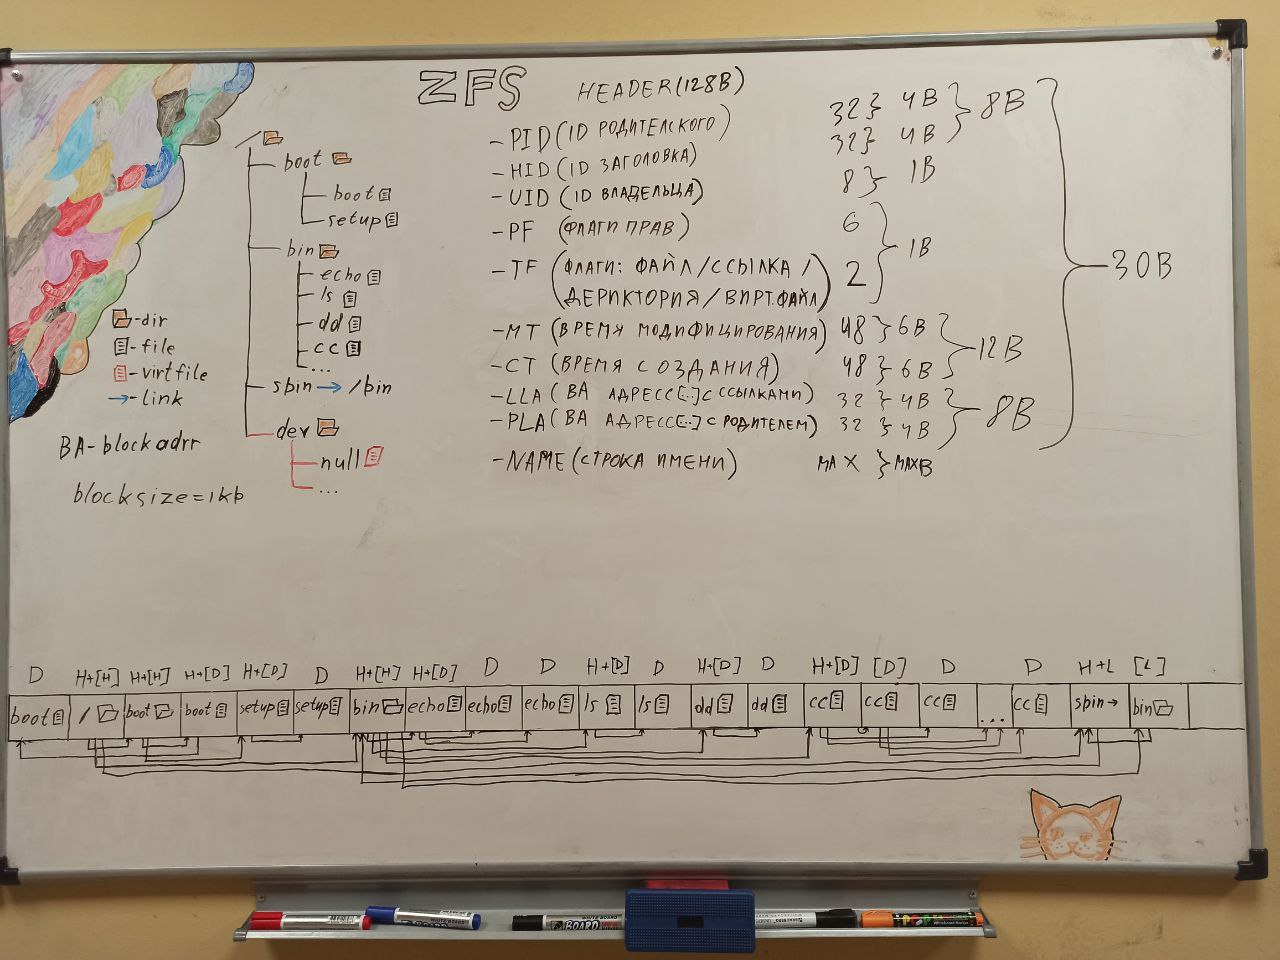 ZFS HEADER(128B)
/
boot
boot
setup
bin
echo
ls
dd
cc
...
sbin → /bin
dev
null
...
-dir
-file
-virtfile
-link
BA-blockadrr
blocksize=1kb
-PID (ID РОДИТЕЛСКОГО) 32} 4B
-HID (ID ЗАГОЛОВКА) 32} 4B
} 8B
-UID (ID ВЛАДЕЛЬЦА) 8} 1B
-PF (ФЛАГИ ПРАВ) 6
-TF (ФЛАГИ: ФАЙЛ/ССЫЛКА/
ДЕРИКТОРИЯ/ВИРТ.ФАЙЛ) 2
} 1B
-MT (ВРЕМЯ МОДИФИЦИРОВАНИЯ) 48} 6B
-CT (ВРЕМЯ СОЗДАНИЯ) 48} 6B
} 12B
-LLA (BA АДРЕСС[..] С ССЫЛКАМИ) 32} 4B
-PLA (BA АДРЕСС[..] С РОДИТЕЛЕМ) 32} 4B
} 8B
} 30B
-NAME (СТРОКА ИМЕНИ) MAX} MAXB
D H+[H] H+[H] H+[D] H+[D] D H+[H] H+[D] D D H+[D] D H+[D] D H+[D] [D] D D H+L [L]
boot / boot boot setup setup bin echo echo echo ls ls dd dd cc cc cc ... cc sbin→ bin